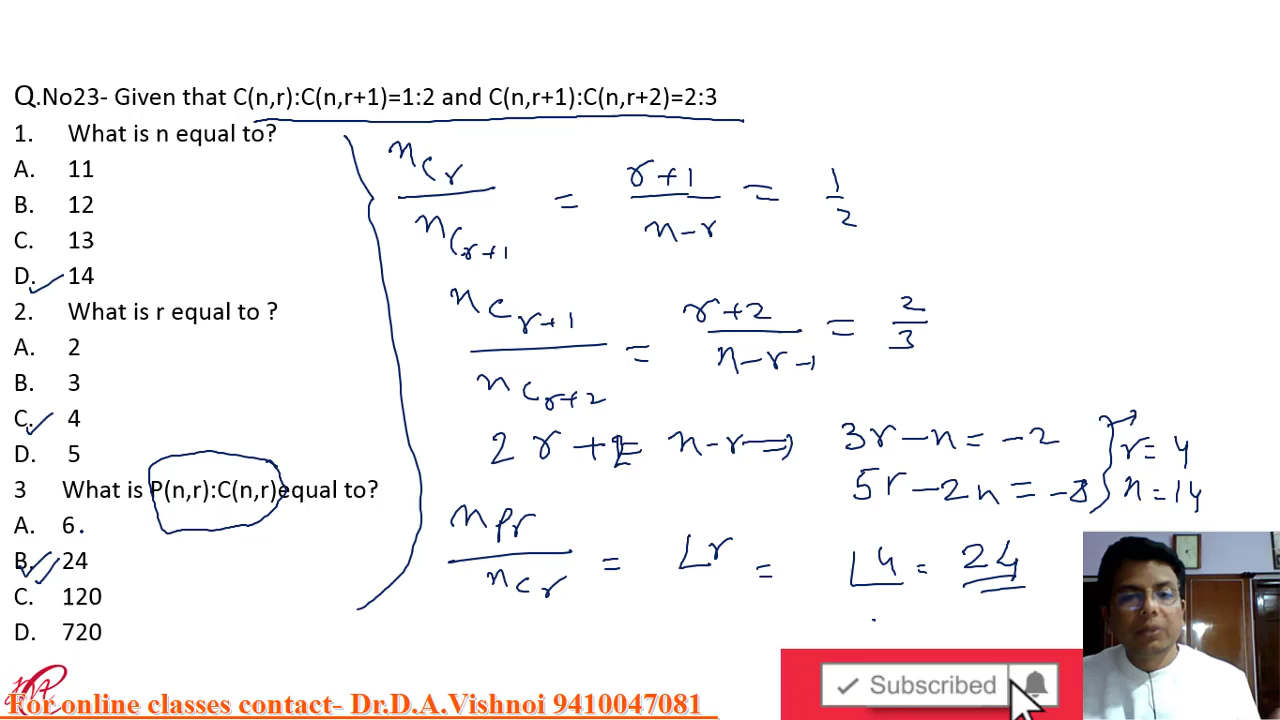 Q.No23- Given that C(n,r):C(n,r+1)=1:2 and C(n,r+1):C(n,r+2)=2:3
1. What is n equal to?
A. 11
B. 12
C. 13
D. 14
2. What is r equal to ?
A. 2
B. 3
C. 4
D. 5
3 What is P(n,r):C(n,r)equal to?
A. 6.
B. 24
C. 120
D. 720
nCr / nCr+1 = r+1 / n-r = 1/2
nCr+1 / nCr+2 = r+2 / n-r-1 = 2/3
2r+2= n-r ⇒ 3r-n=-2
5r-2n=-8
r=4
n=14
nPr / nCr = Lr = L4 = 24
Subscribed
For online classes contact- Dr.D.A.Vishnoi 9410047081